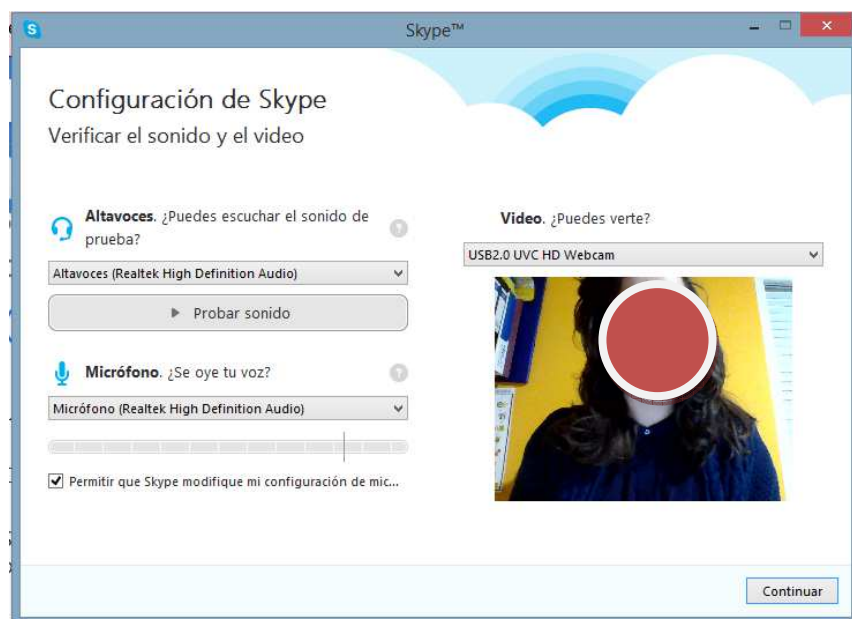 Skype™
Configuración de Skype
Verificar el sonido y el video
Altavoces. ¿Puedes escuchar el sonido de
prueba?
Altavoces (Realtek High Definition Audio)
Probar sonido
Micrófono. ¿Se oye tu voz?
Micrófono (Realtek High Definition Audio)
Permitir que Skype modifique mi configuración de mic...
Video. ¿Puedes verte?
USB2.0 UVC HD Webcam
Continuar